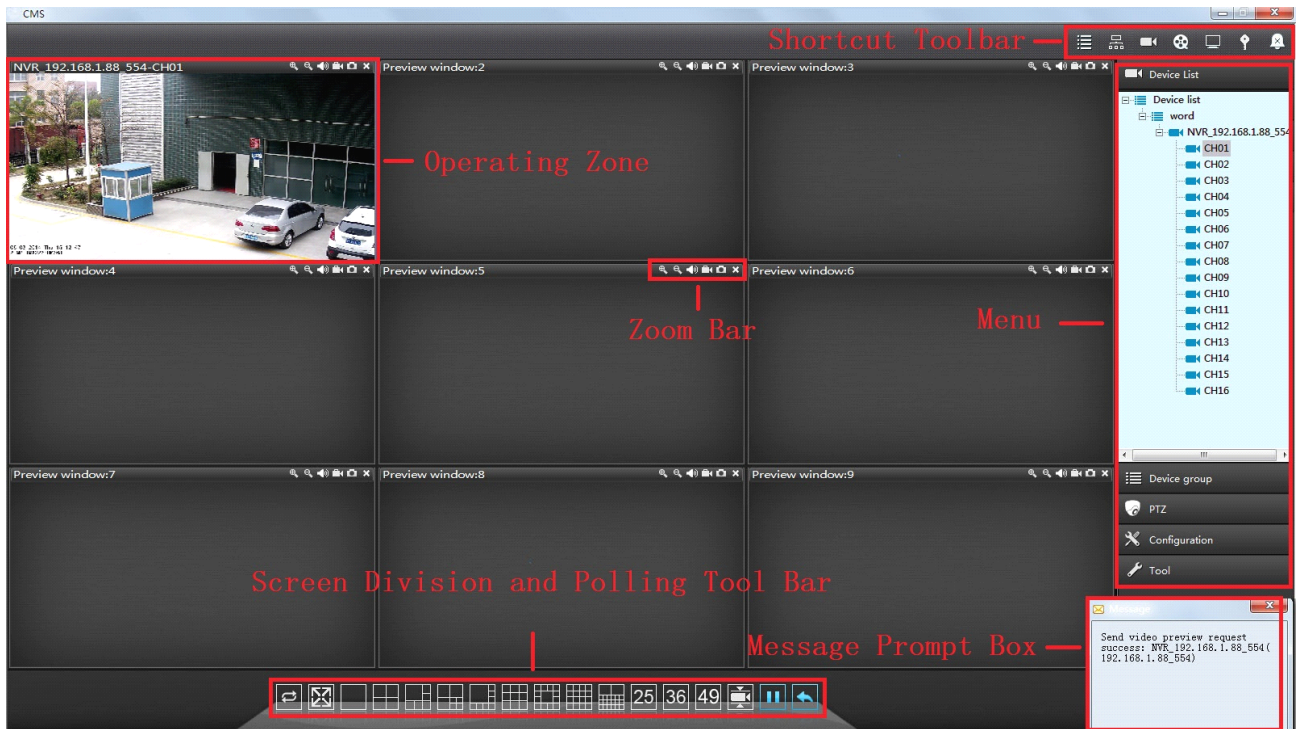 CMS
Shortcut Toolbar
NVR_192.168.1.88_554-CH01
Preview window:2
Preview window:3
Device List
Device list
word
NVR_192.168.1.88_554
CH01
CH02
CH03
CH04
CH05
CH06
CH07
CH08
CH09
CH10
CH11
CH12
CH13
CH14
CH15
CH16
Operating Zone
Preview window:4
Preview window:5
Preview window:6
Zoom Bar
Menu
Preview window:7
Preview window:8
Preview window:9
Device group
PTZ
Configuration
Tool
Screen Division and Polling Tool Bar
Message
Send video preview request
success: NVR_192.168.1.88_554(
192.168.1.88_554)
Message Prompt Box
25 36 49